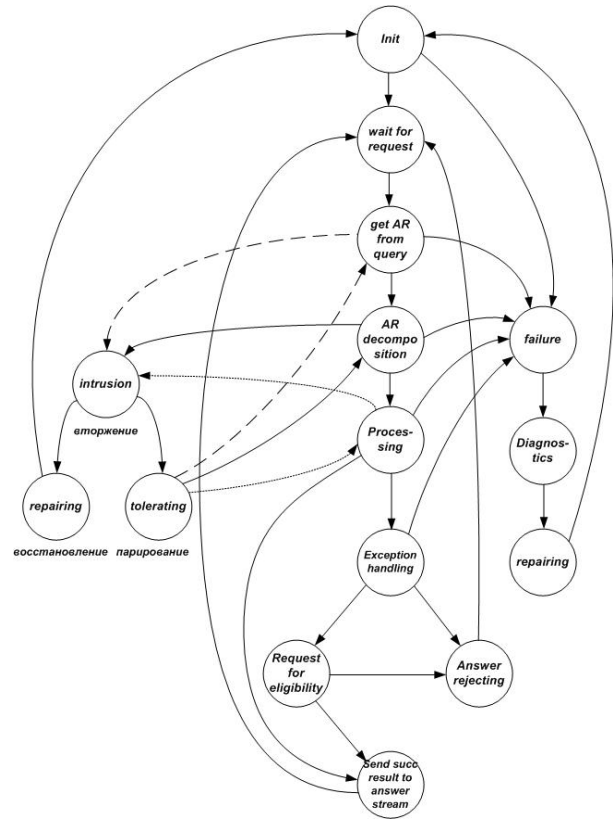 Init
wait for
request
get AR
from
query
AR
decompo
sition
failure
intrusion
вторжение
Proces-
sing
Diagnos-
tics
repairing
tolerating
восстановление
парирование
Exception
handling
repairing
Request
for
eligibility
Answer
rejecting
Send succ
result to
answer
stream